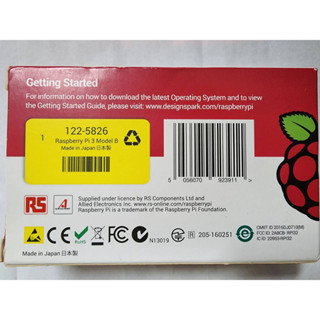 Getting Started
For information on how to download the latest Operating System and to view
the Getting Started Guide, please visit: www.designspark.com/raspberrypi
1
122-5826
Raspberry Pi 3 Model B
Made in Japan 日本製
5 056070 923911 >
RS
A
Supplied under licence by RS Components Ltd and
Allied Electronics Inc. www.rs-online.com/raspberrypi
Raspberry Pi is a trademark of the Raspberry Pi Foundation.
Made in Japan 日本製
N13019
R 205-160251
FCC ID: 2ABCB-RPI32
IC ID: 20953-RPI32